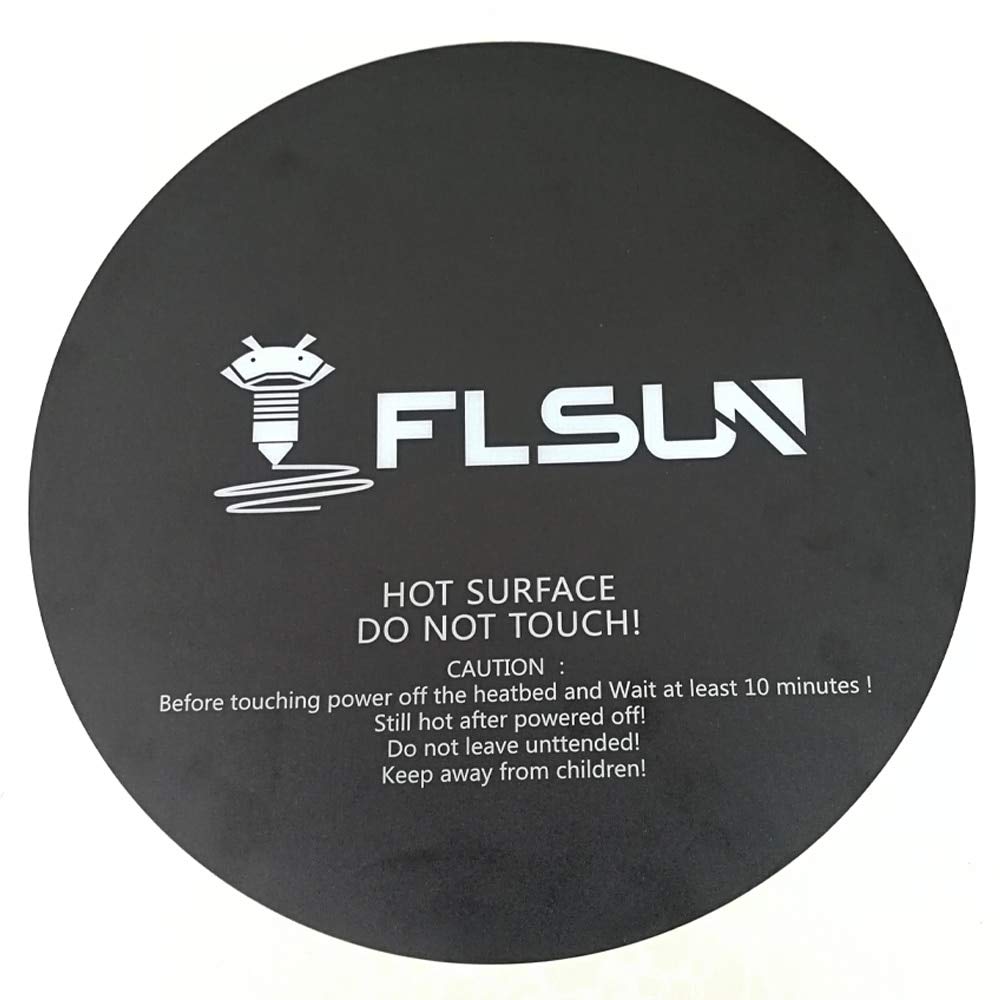 FLSUN
HOT SURFACE
DO NOT TOUCH!
CAUTION :
Before touching power off the heatbed and Wait at least 10 minutes !
Still hot after powered off!
Do not leave unttended!
Keep away from children!